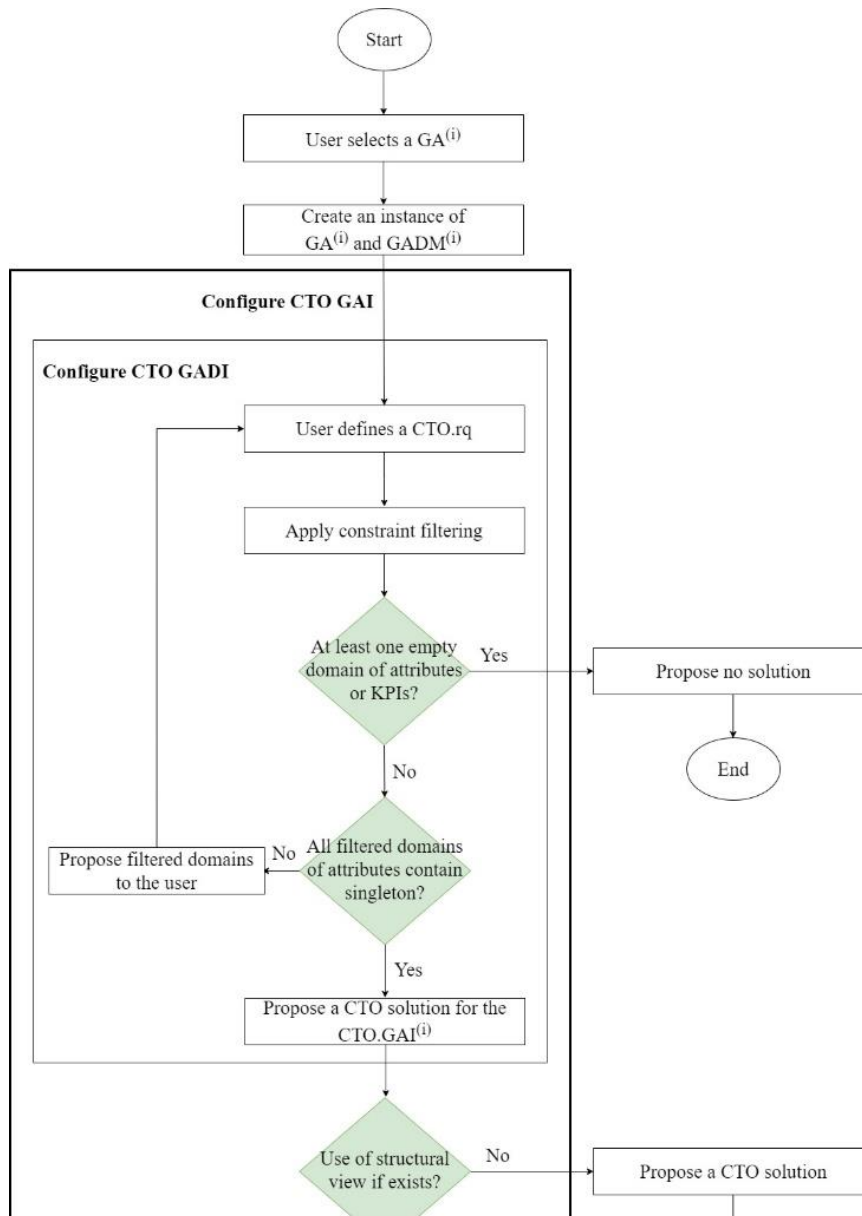 Start
User selects a GA(i)
Create an instance of
GA(i) and GADM(i)
Configure CTO GAI
Configure CTO GADI
User defines a CTO.rq
Apply constraint filtering
At least one empty
domain of attributes
or KPIs?
Yes
Propose no solution
End
No
All filtered domains
of attributes contain
singleton?
No
Propose filtered domains
to the user
Yes
Propose a CTO solution for the
CTO.GAI(i)
Use of structural
view if exists?
No
Propose a CTO solution